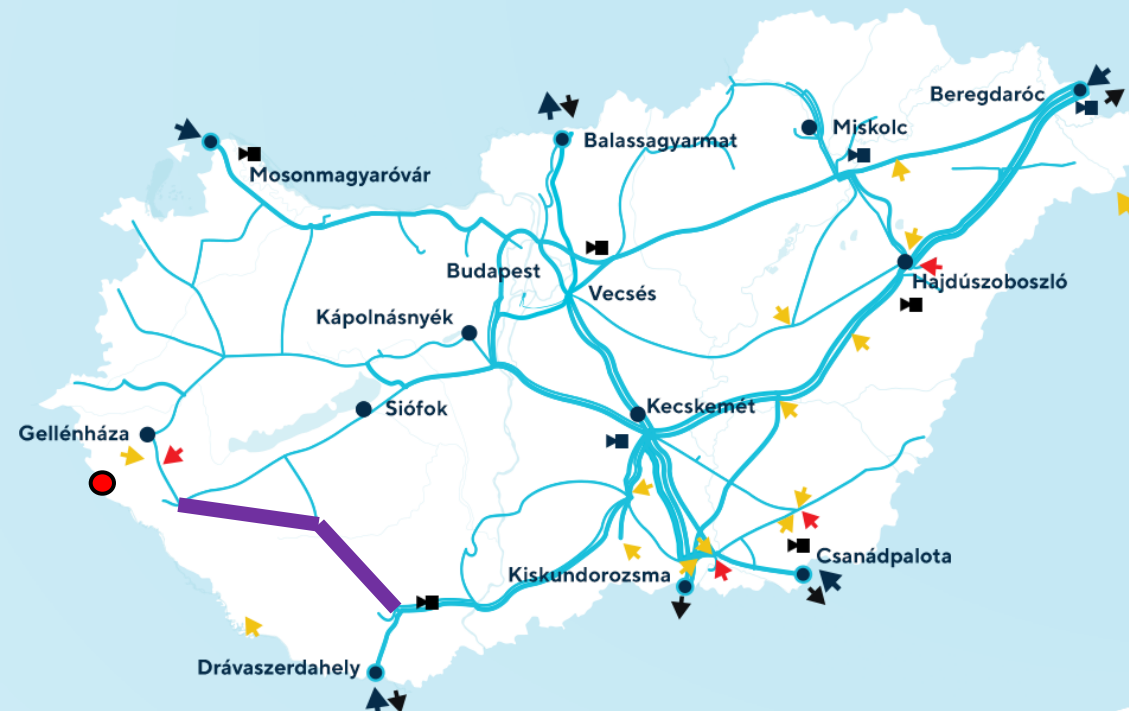 Beregdaróc
Miskolc
Balassagyarmat
Mosonmagyaróvár
Budapest
Hajdúszoboszló
Vecsés
Kápolnásnyék
Siófok
Kecskemét
Gellénháza
Csanádpalota
Kiskundorozsma
Drávaszerdahely